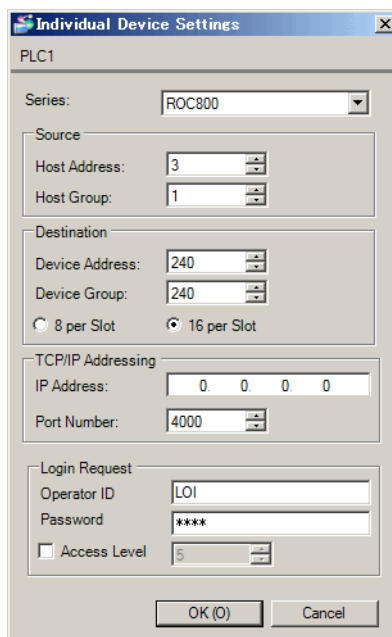 Individual Device Settings
PLC1
Series: ROC800
Source
Host Address: 3
Host Group: 1
Destination
Device Address: 240
Device Group: 240
8 per Slot 16 per Slot
TCP/IP Addressing
IP Address: 0. 0. 0. 0
Port Number: 4000
Login Request
Operator ID LOI
Password ****
Access Level 5
OK (O) Cancel